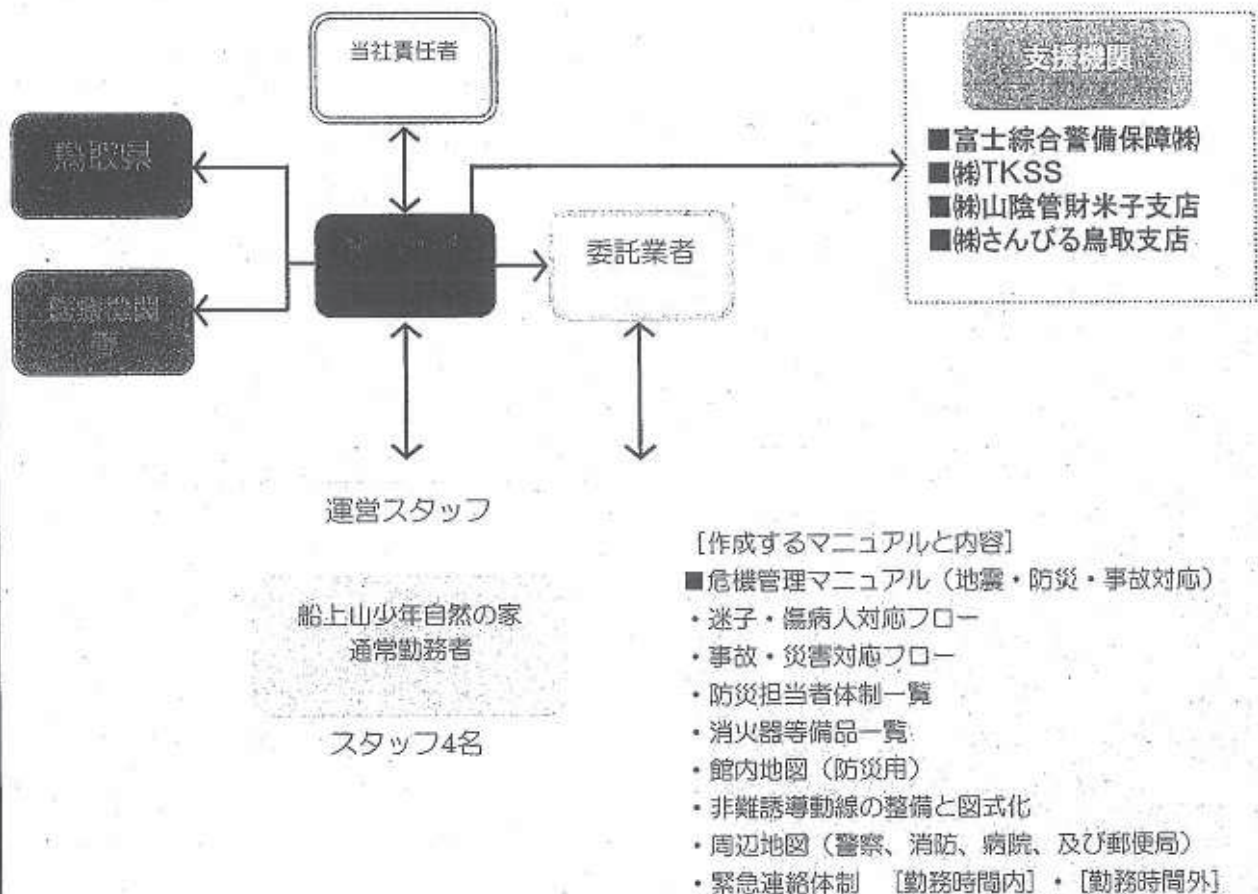 当社責任者
支援機関
■富士綜合警備保障㈱
■㈱TKSS
■㈱山陰管財米子支店
■㈱さんびる鳥取支店
鳥取県
委託業者
医療機関
等
運営スタッフ
船上山少年自然の家
通常勤務者
スタッフ4名
[作成するマニュアルと内容]
■危機管理マニュアル（地震・防災・事故対応）
・迷子・傷病人対応フロー
・事故・災害対応フロー
・防災担当者体制一覧
・消火器等備品一覧
・館内地図（防災用）
・非難誘導動線の整備と図式化
・周辺地図（警察、消防、病院、及び郵便局）
・緊急連絡体制　[勤務時間内]・[勤務時間外]